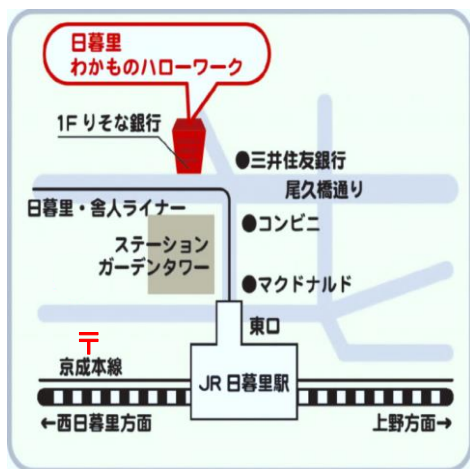 日暮里
わかものハローワーク
1F りそな銀行
●三井住友銀行
尾久橋通り
日暮里・舎人ライナー
●コンビニ
ステーション
ガーデンタワー
●マクドナルド
東口
〒
京成本線
JR 日暮里駅
←西日暮里方面
上野方面→